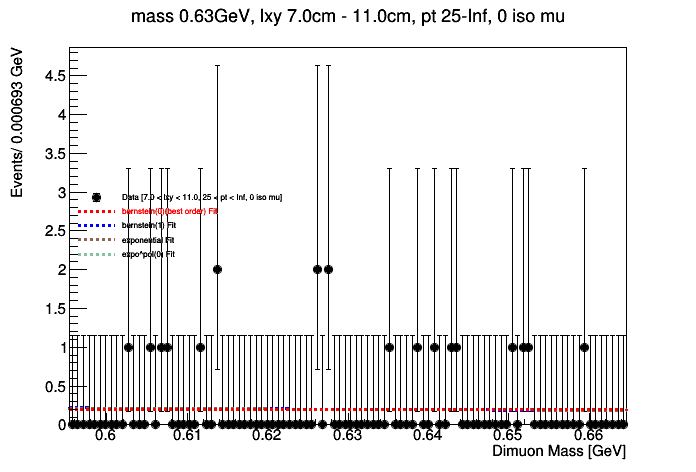 mass 0.63GeV, lxy 7.0cm - 11.0cm, pt 25-Inf, 0 iso mu
Events/ 0.000693 GeV
4.5
4
3.5
3
2.5
2
1.5
1
0.5
0
Data [7.0 < lxy < 11.0, 25 < pt < Inf, 0 iso mu]
bernstein(0)(best order) Fit
bernstein(1) Fit
exponential Fit
expo^pol(0) Fit
0.6 0.61 0.62 0.63 0.64 0.65 0.66
Dimuon Mass [GeV]